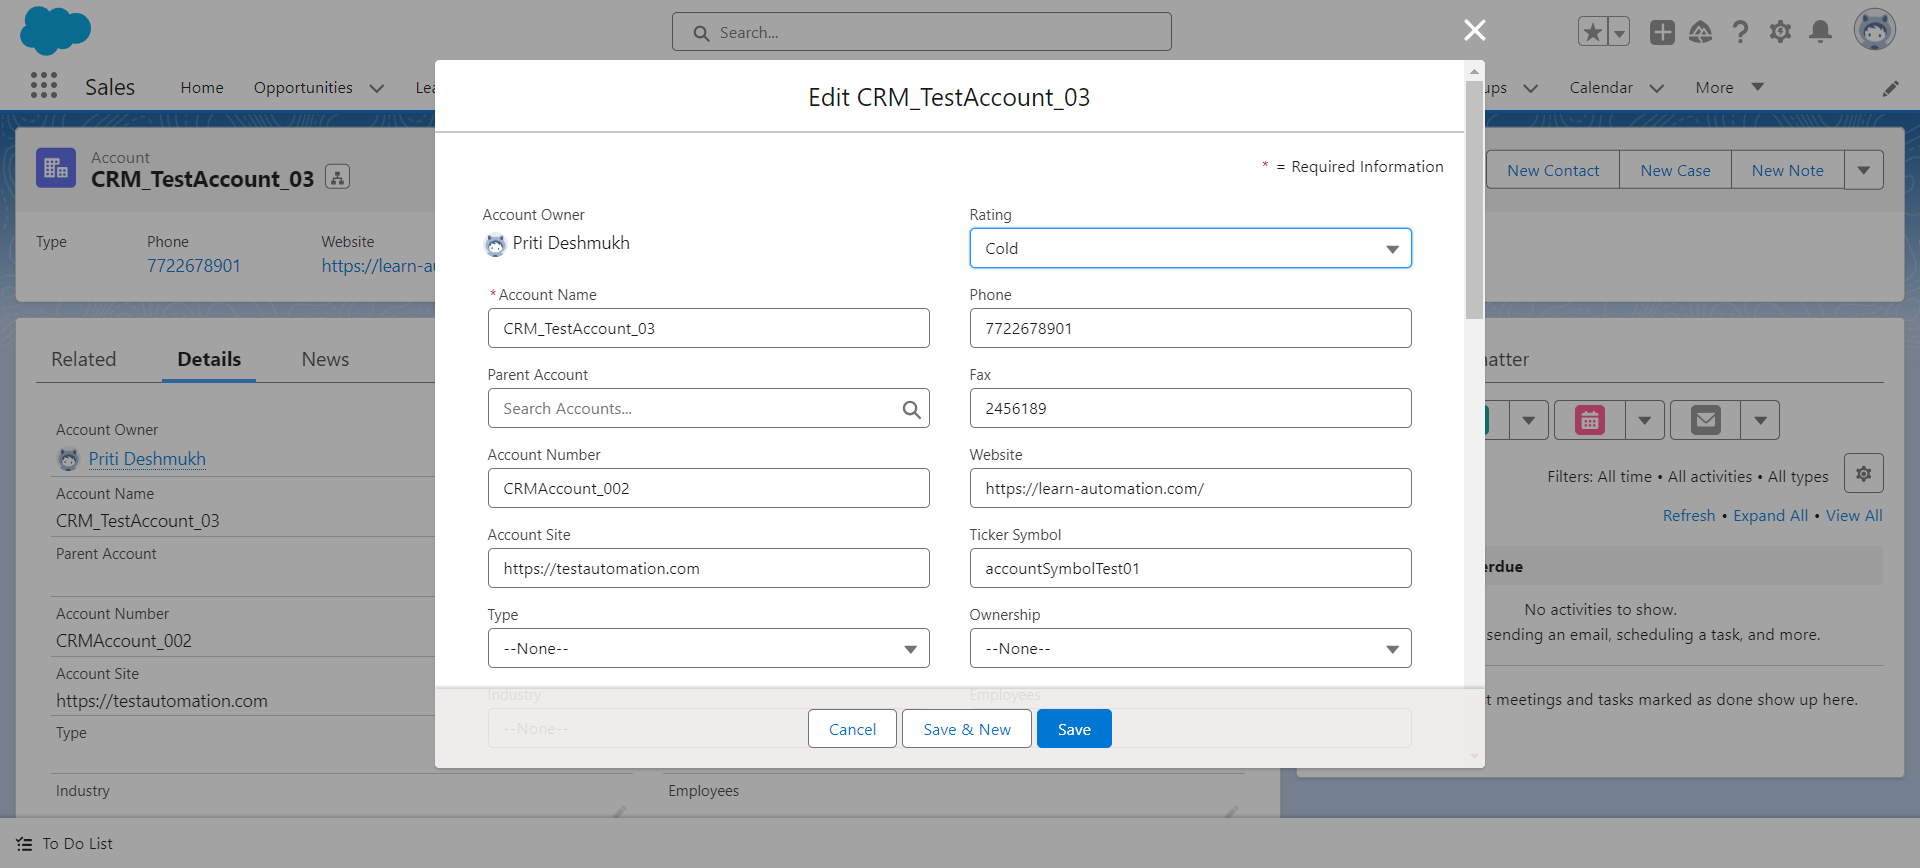 Search...
Sales
Home
Opportunities
Calendar
More
Edit CRM_TestAccount_03
* = Required Information
Account
CRM_TestAccount_03
New Contact
New Case
New Note
Type
Phone
7722678901
Website
https://learn-au
Related
Details
News
Account Owner
Priti Deshmukh
Account Name
CRM_TestAccount_03
Parent Account
Account Number
CRMAccount_002
Account Site
https://testautomation.com
Type
Industry
Employees
Account Owner
Priti Deshmukh
Rating
Cold
*Account Name
CRM_TestAccount_03
Phone
7722678901
Parent Account
Search Accounts...
Fax
2456189
Account Number
CRMAccount_002
Website
https://learn-automation.com/
Account Site
https://testautomation.com
Ticker Symbol
accountSymbolTest01
Type
--None--
Ownership
--None--
Industry
--None--
Employees
Cancel
Save & New
Save
Filters: All time • All activities • All types
Refresh • Expand All • View All
No activities to show.
sending an email, scheduling a task, and more.
meetings and tasks marked as done show up here.
To Do List